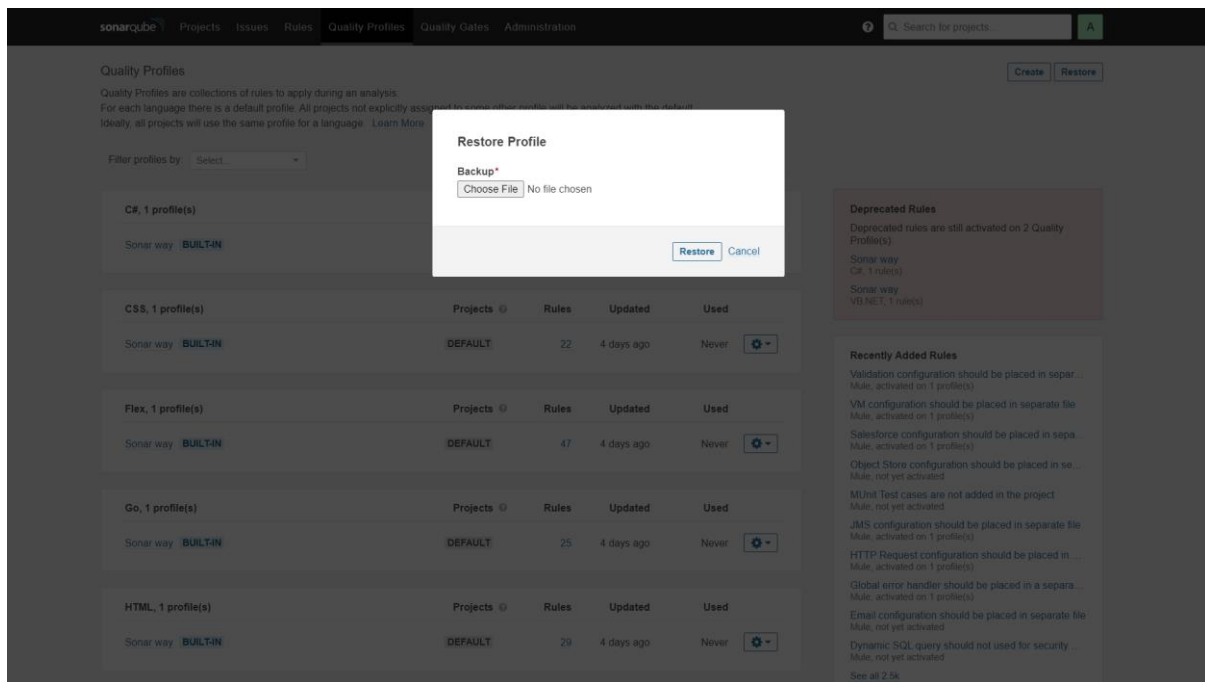 sonarqube Projects Issues Rules Quality Profiles Quality Gates Administration Search for projects... A
Quality Profiles
Create Restore
Quality Profiles are collections of rules to apply during an analysis.
For each language there is a default profile. All projects not explicitly assigned to some other profile will be analyzed with the default.
Ideally, all projects will use the same profile for a language. Learn More
Restore Profile
Backup*
Choose File No file chosen
Restore Cancel
Filter profiles by: Select...
C#, 1 profile(s)
Sonar way BUILT-IN
CSS, 1 profile(s) Projects Rules Updated Used
Sonar way BUILT-IN DEFAULT 22 4 days ago Never
Flex, 1 profile(s) Projects Rules Updated Used
Sonar way BUILT-IN DEFAULT 47 4 days ago Never
Go, 1 profile(s) Projects Rules Updated Used
Sonar way BUILT-IN DEFAULT 25 4 days ago Never
HTML, 1 profile(s) Projects Rules Updated Used
Sonar way BUILT-IN DEFAULT 29 4 days ago Never
Deprecated Rules
Deprecated rules are still activated on 2 Quality
Profile(s):
Sonar way
C#, 1 rule(s)
Sonar way
VB.NET, 1 rule(s)
Recently Added Rules
Validation configuration should be placed in separ...
Mule, activated on 1 profile(s)
VM configuration should be placed in separate file
Mule, activated on 1 profile(s)
Salesforce configuration should be placed in sepa...
Mule, activated on 1 profile(s)
Object Store configuration should be placed in se...
Mule, not yet activated
MUnit Test cases are not added in the project
Mule, not yet activated
JMS configuration should be placed in separate file
Mule, activated on 1 profile(s)
HTTP Request configuration should be placed in ...
Mule, activated on 1 profile(s)
Global error handler should be placed in a separa...
Mule, activated on 1 profile(s)
Email configuration should be placed in separate file
Mule, not yet activated
Dynamic SQL query should not used for security ...
Mule, not yet activated
See all 2.5k